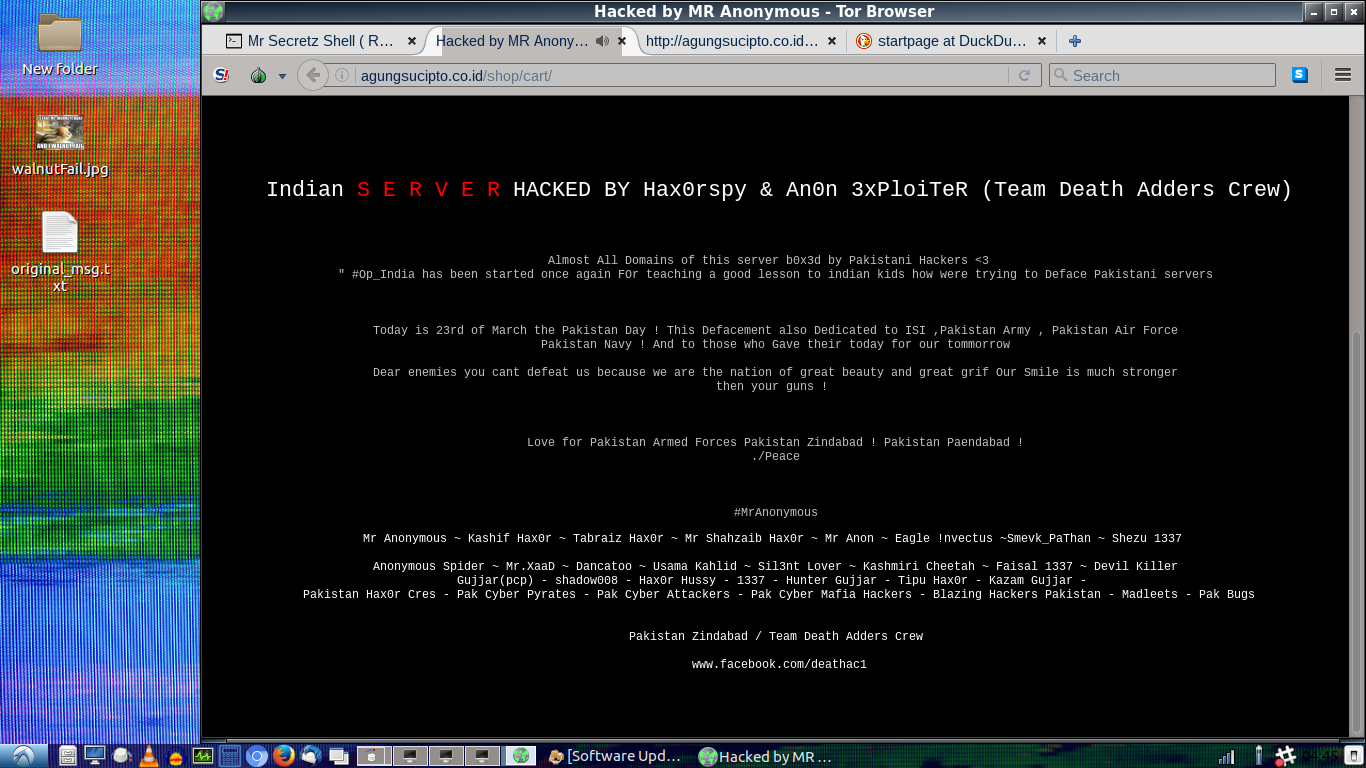 Hacked by MR Anonymous - Tor Browser
Mr Secretz Shell ( R…
Hacked by MR Anony…
http://agungsucipto.co.id…
startpage at DuckDu…
S!
agungsucipto.co.id/shop/cart/
Search
S
New folder
walnutFail.jpg
original_msg.t
xt
Indian S E R V E R HACKED BY Hax0rspy & An0n 3xPloiTeR (Team Death Adders Crew)
Almost All Domains of this server b0x3d by Pakistani Hackers <3
" #Op_India has been started once again FOr teaching a good lesson to indian kids how were trying to Deface Pakistani servers
Today is 23rd of March the Pakistan Day ! This Defacement also Dedicated to ISI ,Pakistan Army , Pakistan Air Force
Pakistan Navy ! And to those who Gave their today for our tommorrow
Dear enemies you cant defeat us because we are the nation of great beauty and great grif Our Smile is much stronger
then your guns !
Love for Pakistan Armed Forces Pakistan Zindabad ! Pakistan Paendabad !
./Peace
#MrAnonymous
Mr Anonymous ~ Kashif Hax0r ~ Tabraiz Hax0r ~ Mr Shahzaib Hax0r ~ Mr Anon ~ Eagle !nvectus ~Smevk_PaThan ~ Shezu 1337
Anonymous Spider ~ Mr.XaaD ~ Dancatoo ~ Usama Kahlid ~ Sil3nt Lover ~ Kashmiri Cheetah ~ Faisal 1337 ~ Devil Killer
Gujjar(pcp) - shadow008 - Hax0r Hussy - 1337 - Hunter Gujjar - Tipu Hax0r - Kazam Gujjar -
Pakistan Hax0r Cres - Pak Cyber Pyrates - Pak Cyber Attackers - Pak Cyber Mafia Hackers - Blazing Hackers Pakistan - Madleets - Pak Bugs
Pakistan Zindabad / Team Death Adders Crew
www.facebook.com/deathac1
[Software Upd…
Hacked by MR …